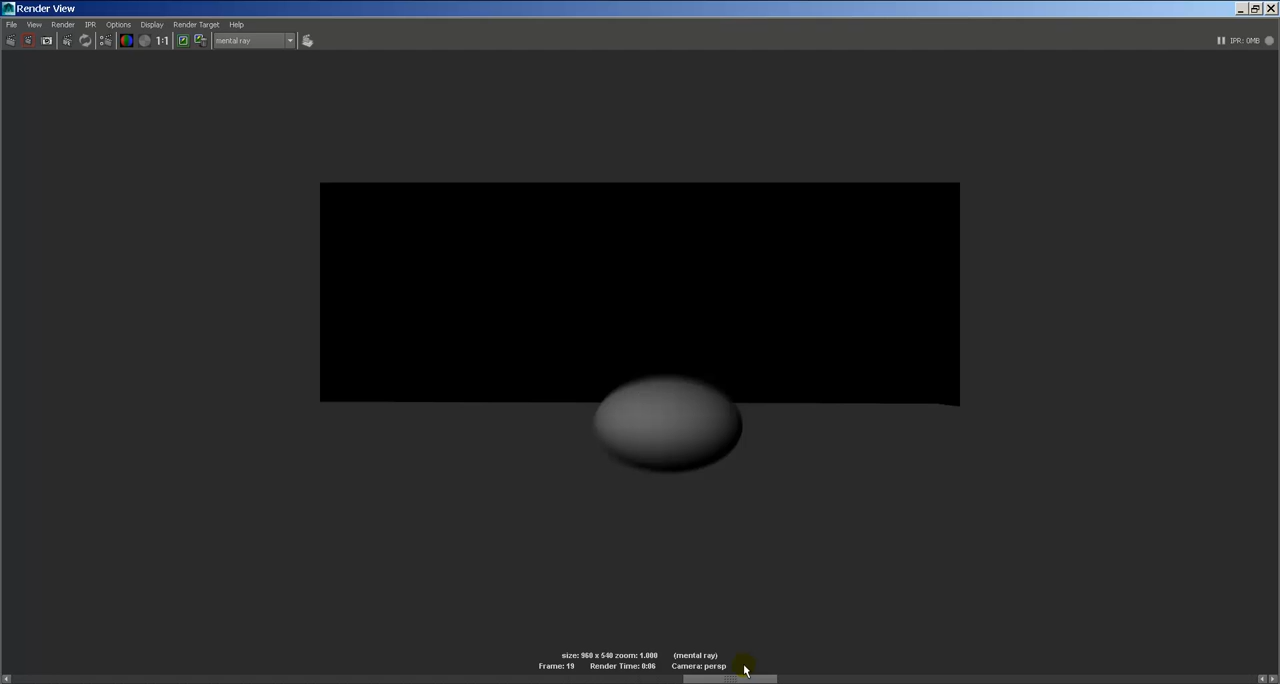 Render View
File View Render IPR Options Display Render Target Help
1:1 mental ray IPR: 0MB
size: 960 x 540 zoom: 1.000 (mental ray)
Frame: 19 Render Time: 0:06 Camera: persp